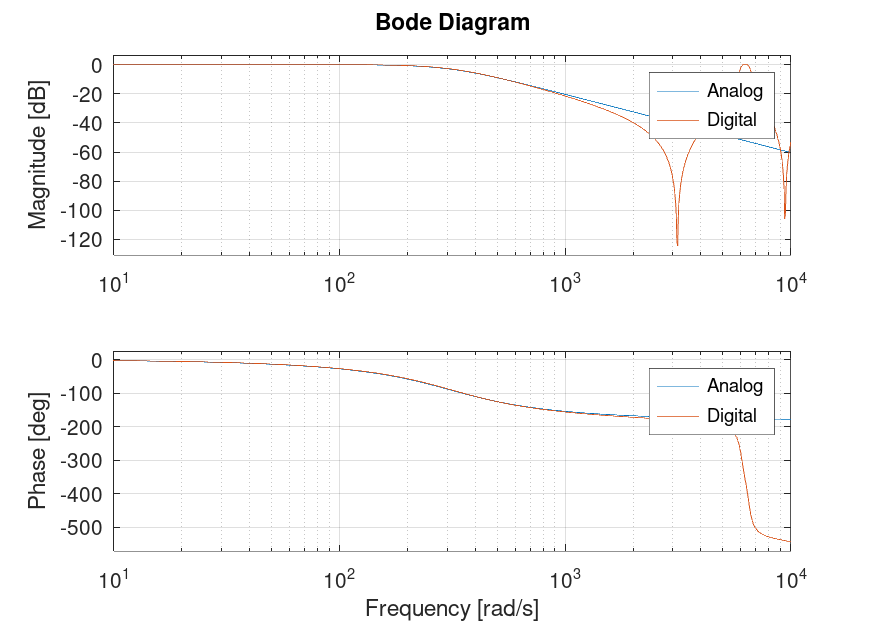 Bode Diagram
Magnitude [dB]
0
-20
-40
-60
-80
-100
-120
Analog
Digital
10^1
10^2
10^3
10^4
Phase [deg]
0
-100
-200
-300
-400
-500
Analog
Digital
10^1
10^2
10^3
10^4
Frequency [rad/s]